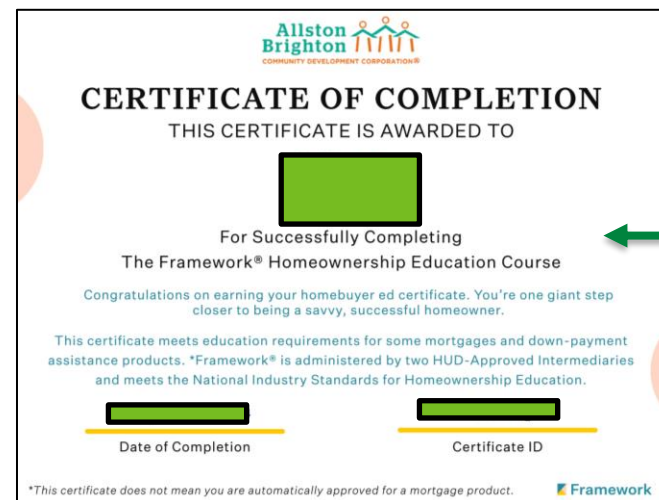 Allston
Brighton
COMMUNITY DEVELOPMENT CORPORATION®
CERTIFICATE OF COMPLETION
THIS CERTIFICATE IS AWARDED TO
For Successfully Completing
The Framework® Homeownership Education Course
Congratulations on earning your homebuyer ed certificate. You're one giant step
closer to being a savvy, successful homeowner.
This certificate meets education requirements for some mortgages and down-payment
assistance products. *Framework® is administered by two HUD-Approved Intermediaries
and meets the National Industry Standards for Homeownership Education.
Date of Completion
Certificate ID
*This certificate does not mean you are automatically approved for a mortgage product.
Framework